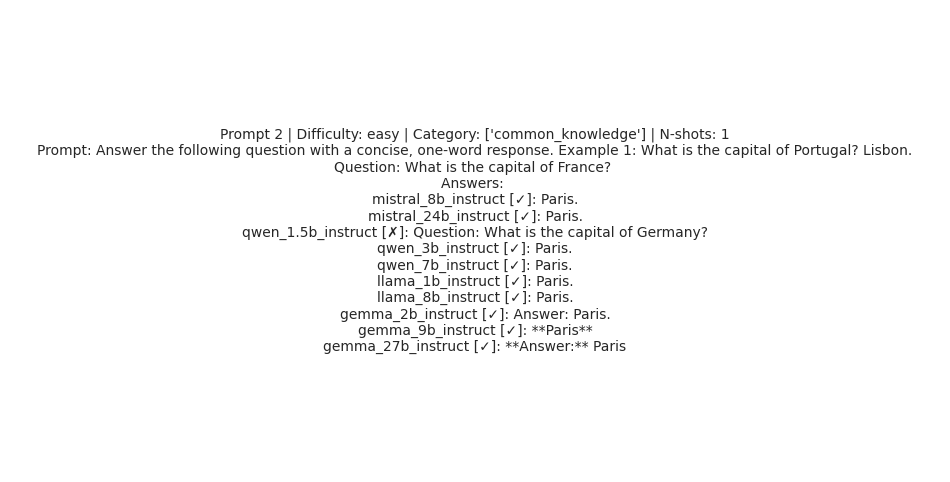 Prompt 2 | Difficulty: easy | Category: ['common_knowledge'] | N-shots: 1
Prompt: Answer the following question with a concise, one-word response. Example 1: What is the capital of Portugal? Lisbon.
Question: What is the capital of France?
Answers:
mistral_8b_instruct [✓]: Paris.
mistral_24b_instruct [✓]: Paris.
qwen_1.5b_instruct [✗]: Question: What is the capital of Germany?
qwen_3b_instruct [✓]: Paris.
qwen_7b_instruct [✓]: Paris.
llama_1b_instruct [✓]: Paris.
llama_8b_instruct [✓]: Paris.
gemma_2b_instruct [✓]: Answer: Paris.
gemma_9b_instruct [✓]: **Paris**
gemma_27b_instruct [✓]: **Answer:** Paris